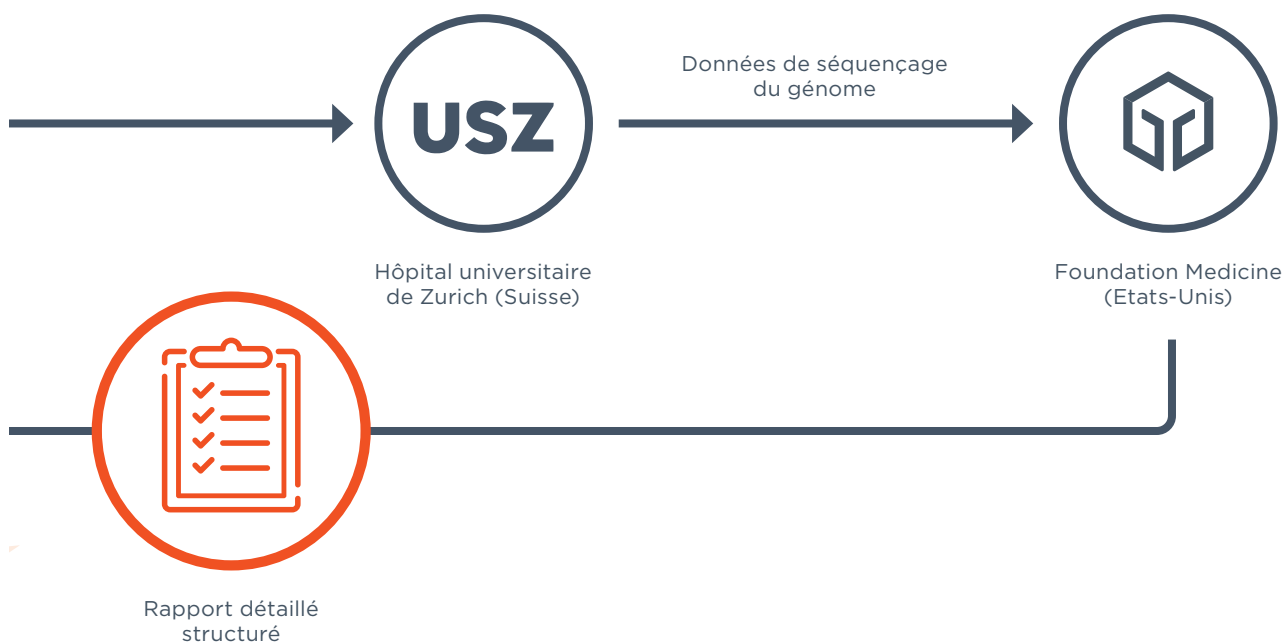 Données de séquençage
du génome
USZ
Hôpital universitaire
de Zurich (Suisse)
Foundation Medicine
(Etats-Unis)
Rapport détaillé
structuré